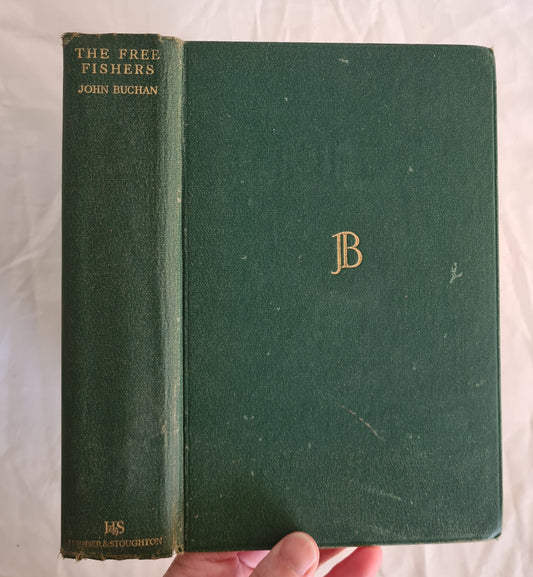 THE FREE
FISHERS
JOHN BUCHAN
JB
H&S
HODDER & STOUGHTON